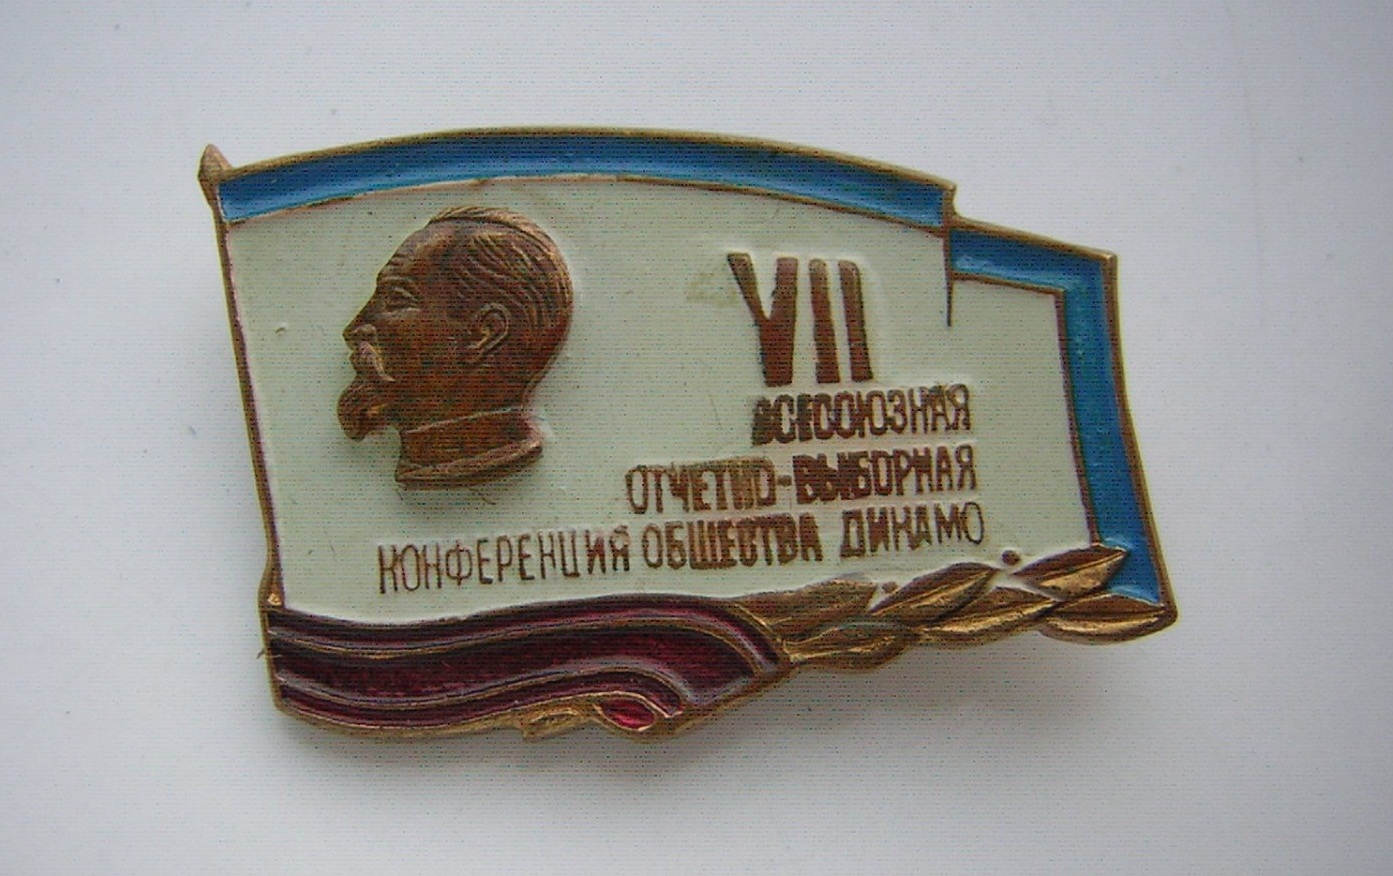 VII
ВСЕСОЮЗНАЯ
ОТЧЕТНО-ВЫБОРНАЯ
КОНФЕРЕНЦИЯ ОБЩЕСТВА ДИНАМО